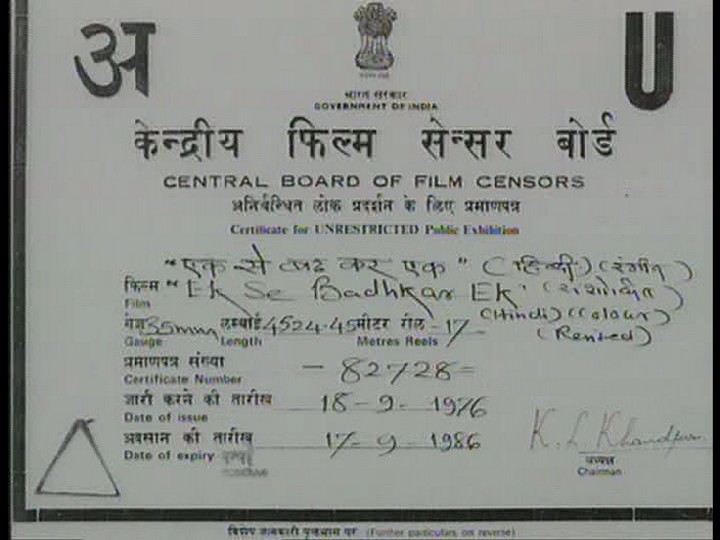 अ U
भारत सरकार
GOVERNMENT OF INDIA
केन्द्रीय फिल्म सेन्सर बोर्ड
CENTRAL BOARD OF FILM CENSORS
अनिर्बन्धित लोक प्रदर्शन के लिए प्रमाणपत्र
Certificate for UNRESTRICTED Public Exhibition
"एक से बढ़ कर एक" (हिन्दी) (रंगीन)
फिल्म "Ek Se Badhkar Ek" (संशोधित)
Film (Hindi) (Colour)
गेज 35mm लम्बाई 4524.45 मीटर रील -17-
Gauge Length Metres Reels (Revised)
प्रमाणपत्र संख्या - 82728 =
Certificate Number
जारी करने की तारीख 18-9-1976
Date of issue
अवसान की तारीख 17-9-1986 K. L. Khandpur
Date of expiry अध्यक्ष
Chairman
विशेष जानकारी पृष्ठभाग पर (Further particulars on reverse)